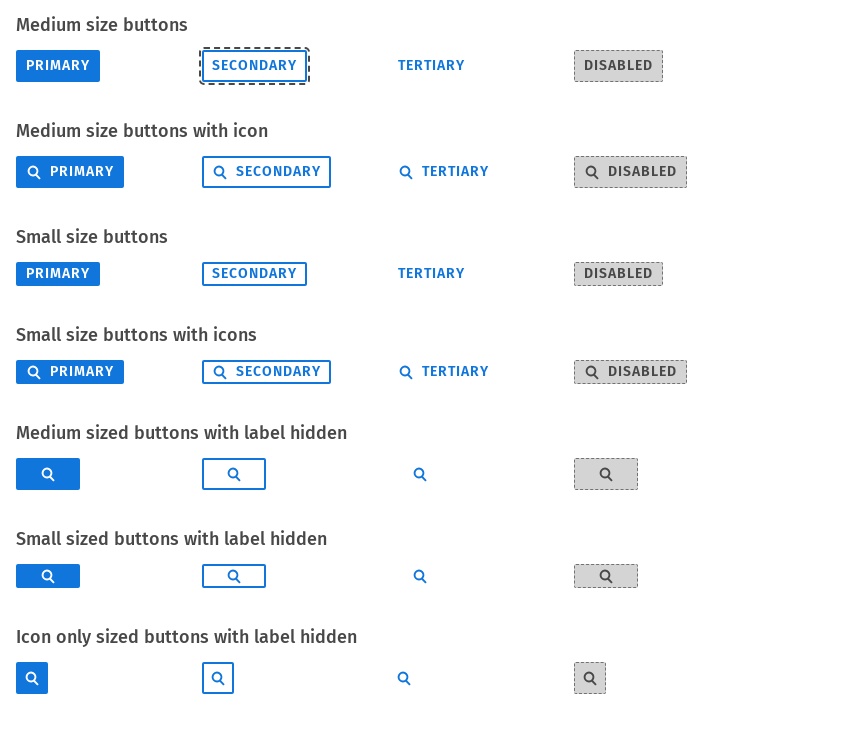 Medium size buttons
PRIMARY SECONDARY TERTIARY DISABLED
Medium size buttons with icon
PRIMARY SECONDARY TERTIARY DISABLED
Small size buttons
PRIMARY SECONDARY TERTIARY DISABLED
Small size buttons with icons
PRIMARY SECONDARY TERTIARY DISABLED
Medium sized buttons with label hidden
Small sized buttons with label hidden
Icon only sized buttons with label hidden